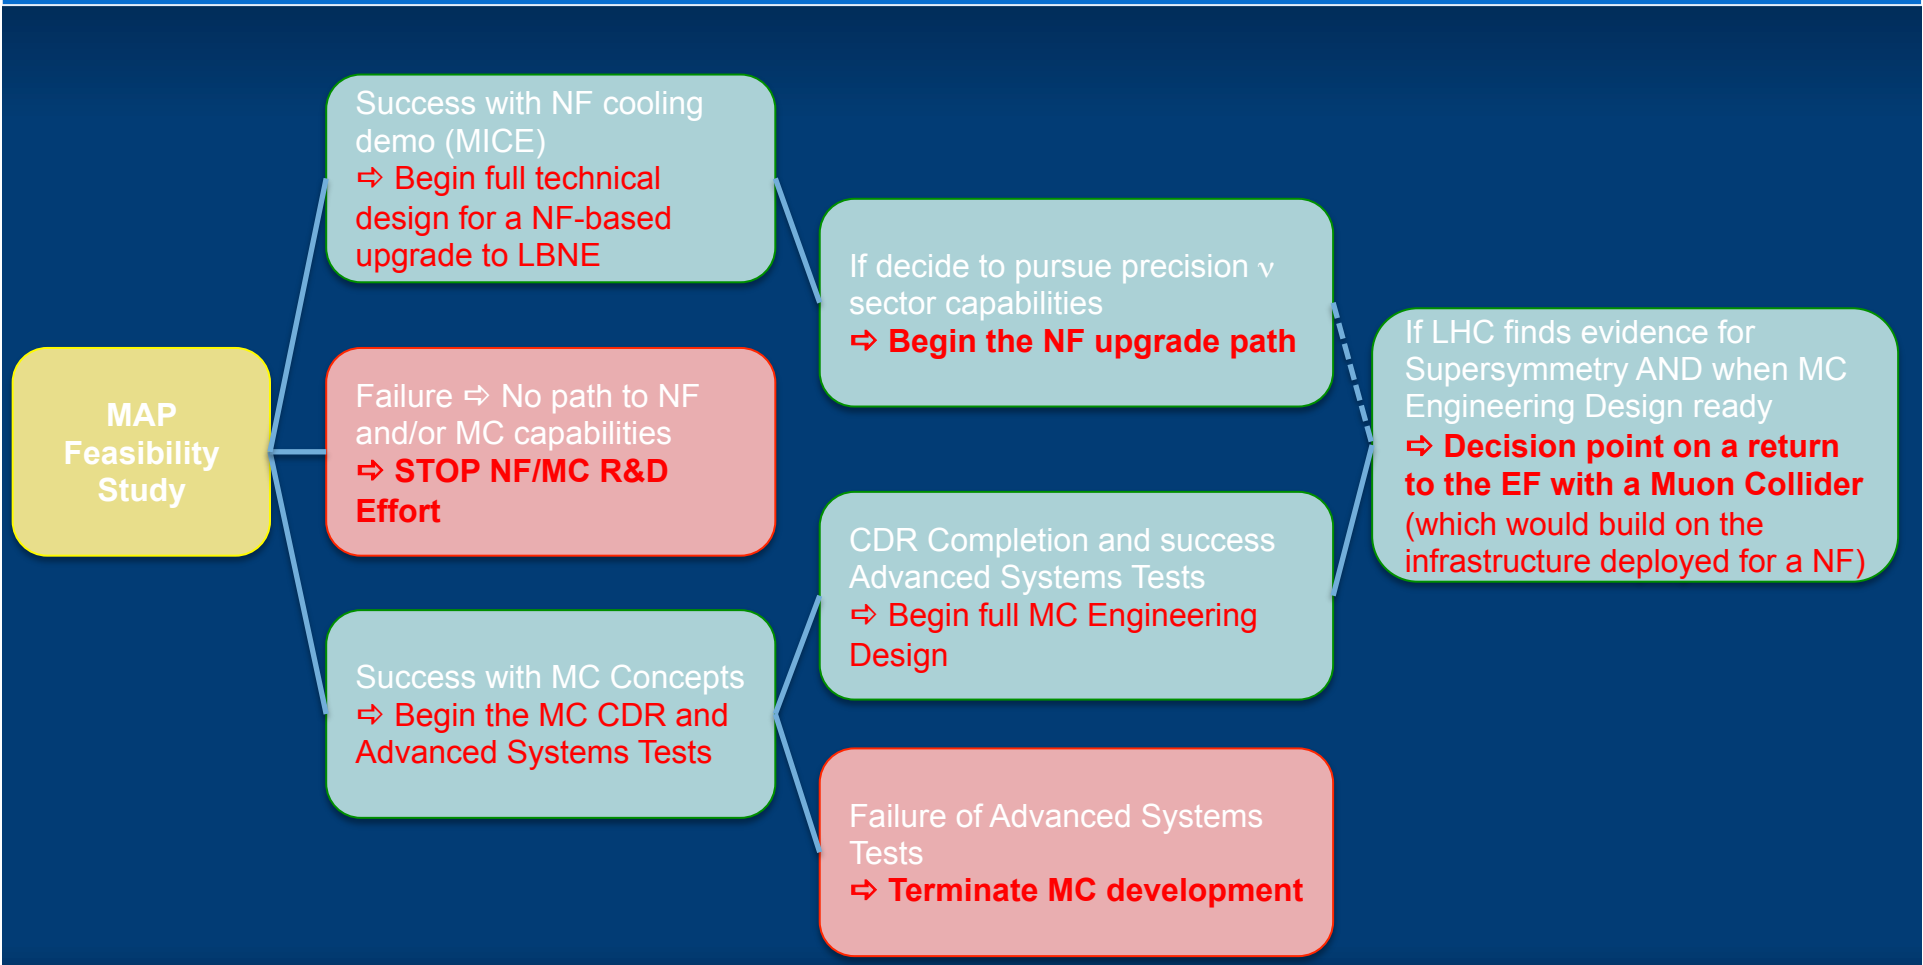 MAP
Feasibility
Study
Success with NF cooling
demo (MICE)
⇨ Begin full technical
design for a NF-based
upgrade to LBNE
Failure ⇨ No path to NF
and/or MC capabilities
⇨ STOP NF/MC R&D
Effort
Success with MC Concepts
⇨ Begin the MC CDR and
Advanced Systems Tests
If decide to pursue precision ν
sector capabilities
⇨ Begin the NF upgrade path
CDR Completion and success
Advanced Systems Tests
⇨ Begin full MC Engineering
Design
Failure of Advanced Systems
Tests
⇨ Terminate MC development
If LHC finds evidence for
Supersymmetry AND when MC
Engineering Design ready
⇨ Decision point on a return
to the EF with a Muon Collider
(which would build on the
infrastructure deployed for a NF)